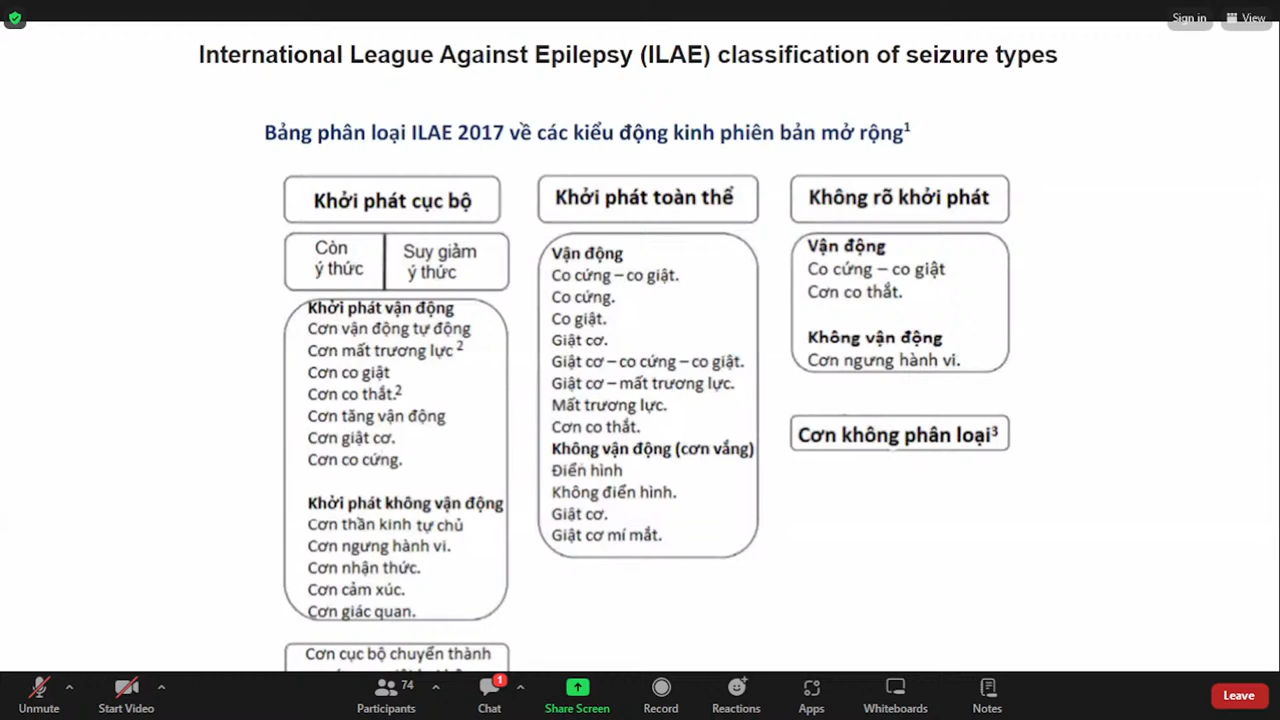 Sign in
View
International League Against Epilepsy (ILAE) classification of seizure types
Bảng phân loại ILAE 2017 về các kiểu động kinh phiên bản mở rộng¹
Khởi phát cục bộ
Còn
ý thức
Suy giảm
ý thức
Khởi phát vận động
Cơn vận động tự động
Cơn mất trương lực ²
Cơn co giật
Cơn co thắt.²
Cơn tăng vận động
Cơn giật cơ.
Cơn co cứng.
Khởi phát không vận động
Cơn thần kinh tự chủ
Cơn ngưng hành vi.
Cơn nhận thức.
Cơn cảm xúc.
Cơn giác quan.
Cơn cục bộ chuyển thành
Khởi phát toàn thể
Vận động
Co cứng – co giật.
Co cứng.
Co giật.
Giật cơ.
Giật cơ – co cứng – co giật.
Giật cơ – mất trương lực.
Mất trương lực.
Cơn co thắt.
Không vận động (cơn vắng)
Điển hình
Không điển hình.
Giật cơ.
Giật cơ mí mắt.
Không rõ khởi phát
Vận động
Co cứng – co giật
Cơn co thắt.
Không vận động
Cơn ngưng hành vi.
Cơn không phân loại³
Unmute
Start Video
74
Participants
1
Chat
Share Screen
Record
Reactions
Apps
Whiteboards
Notes
Leave